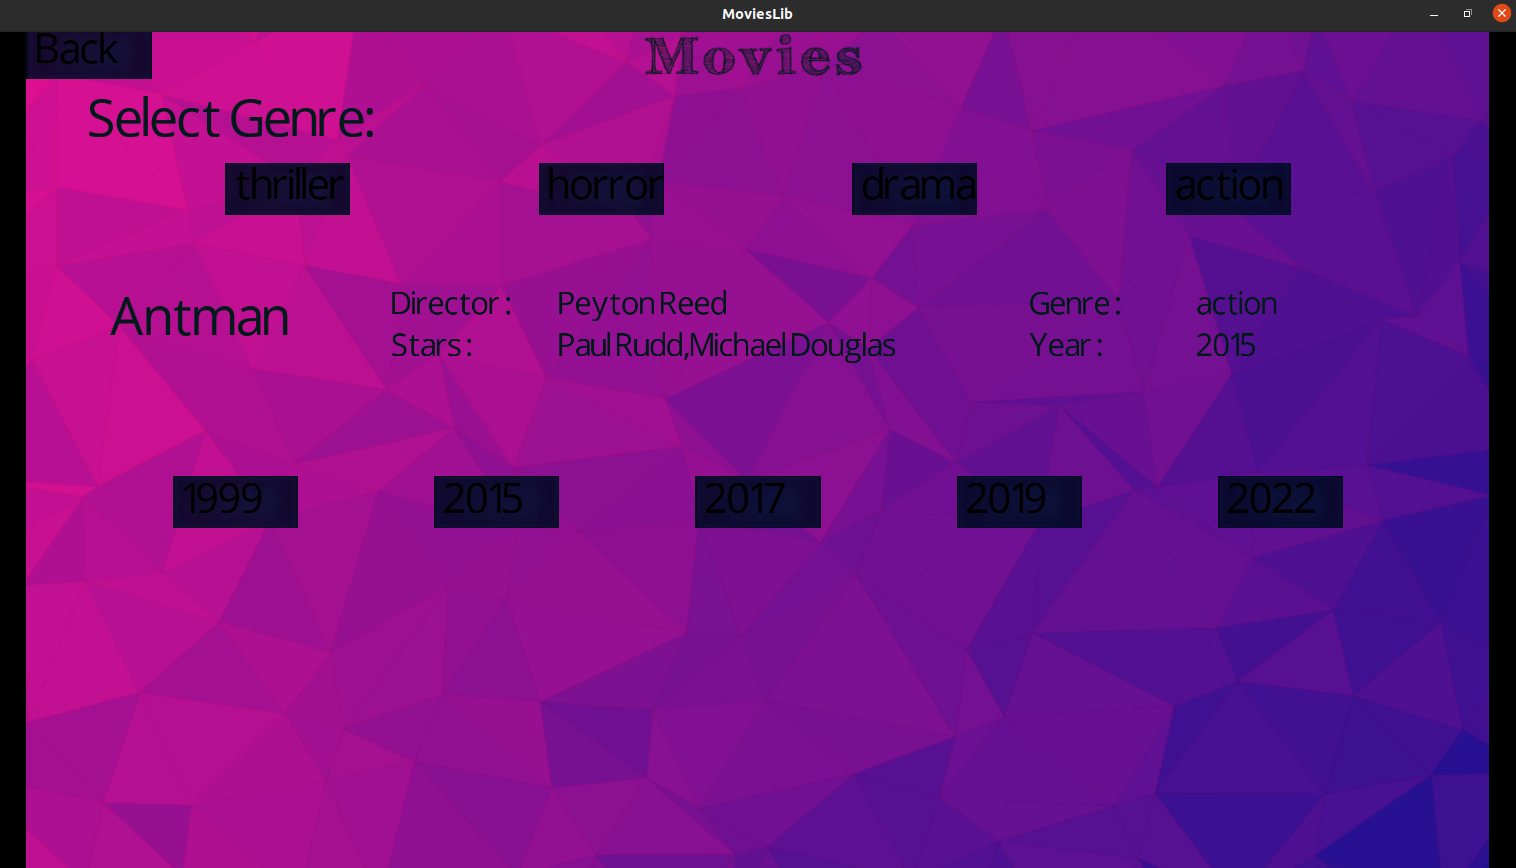 MoviesLib
Back
Movies
Select Genre:
thriller horror drama action
Antman
Director : Peyton Reed Genre : action
Stars : Paul Rudd,Michael Douglas Year : 2015
1999 2015 2017 2019 2022